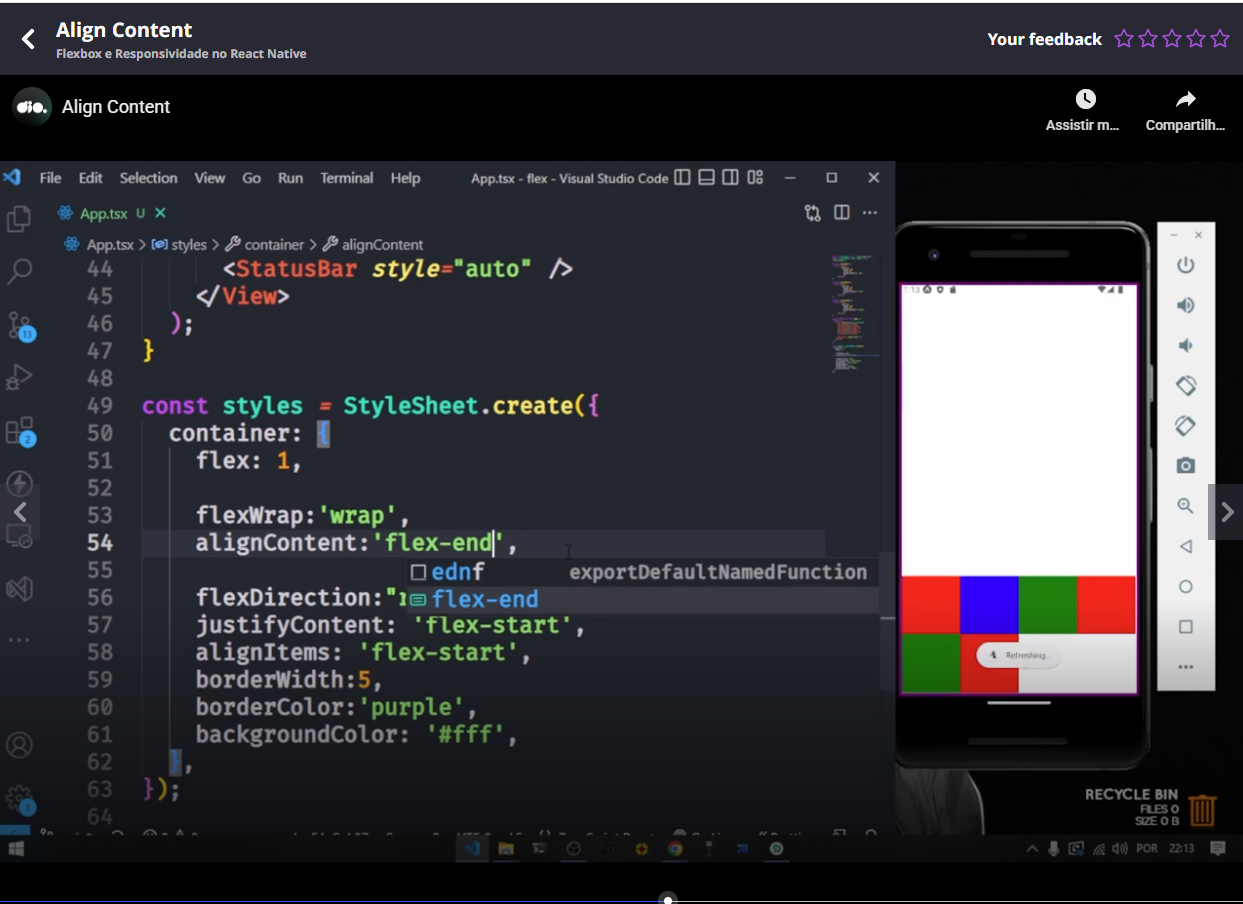 Align Content
Flexbox e Responsividade no React Native
Your feedback
dio.
Align Content
Assistir m...
Compartilh...
File Edit Selection View Go Run Terminal Help
App.tsx - flex - Visual Studio Code
App.tsx U
App.tsx > styles > container > alignContent
44 <StatusBar style="auto" />
45 </View>
46 );
47 }
48
49 const styles = StyleSheet.create({
50 container: {
51 flex: 1,
52
53 flexWrap:'wrap',
54 alignContent:'flex-end',
55 ednf exportDefaultNamedFunction
56 flexDirection:" flex-end
57 justifyContent: 'flex-start',
58 alignItems: 'flex-start',
59 borderWidth:5,
60 borderColor:'purple',
61 backgroundColor: '#fff',
62 },
63 });
64
13
2
1
1:13
Refreshing...
RECYCLE BIN
FILES 0
SIZE 0 B
POR 22:13